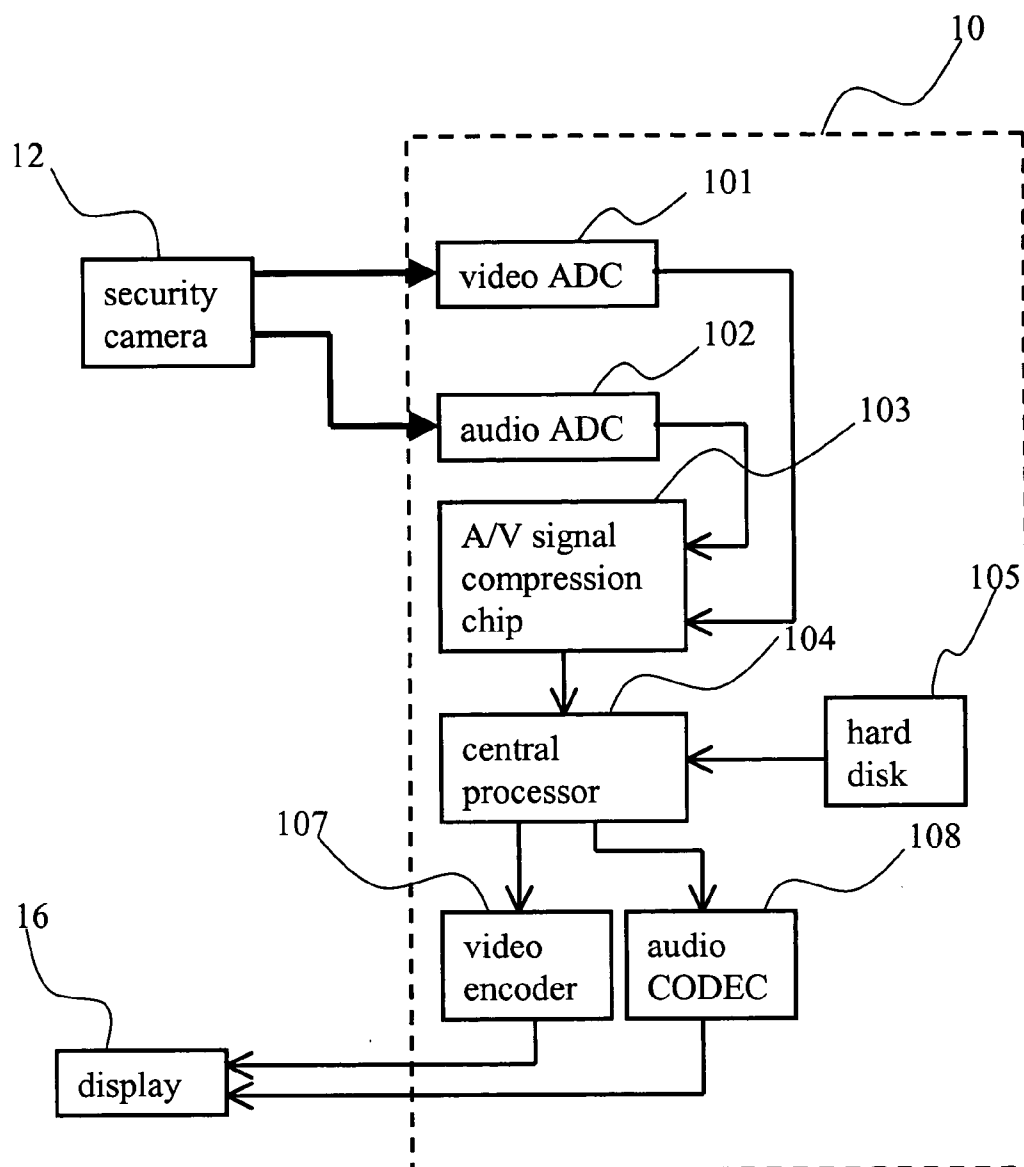 10
12
101
security
camera
video ADC
102
audio ADC
103
A/V signal
compression
chip
105
104
central
processor
hard
disk
107
108
16
video
encoder
audio
CODEC
display